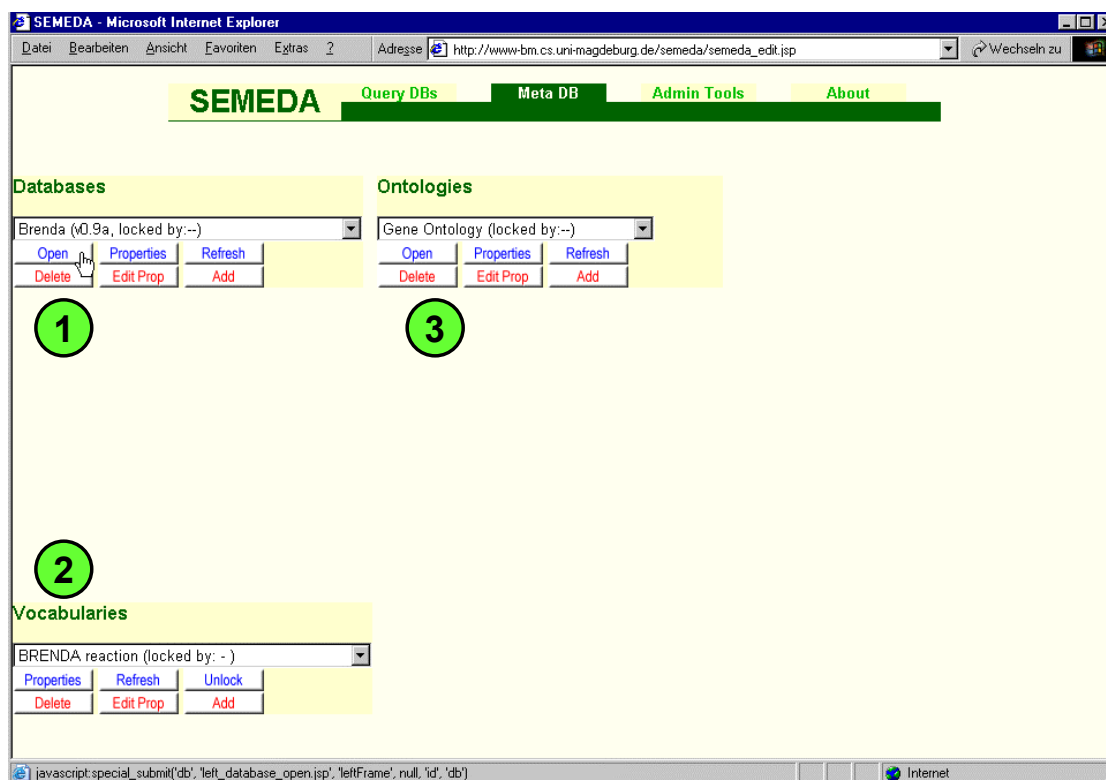 SEMEDA - Microsoft Internet Explorer
Datei Bearbeiten Ansicht Favoriten Extras ? Adresse http://www-bm.cs.uni-magdeburg.de/semeda/semeda_edit.jsp Wechseln zu
SEMEDA Query DBs Meta DB Admin Tools About
Databases Ontologies
Brenda (v0.9a, locked by:--) Gene Ontology (locked by:--)
Open Properties Refresh Open Properties Refresh
Delete Edit Prop Add Delete Edit Prop Add
1 3
2
Vocabularies
BRENDA reaction (locked by: - )
Properties Refresh Unlock
Delete Edit Prop Add
javascript:special_submit('db', 'left_database_open.jsp', 'leftFrame', null, 'id', 'db') Internet